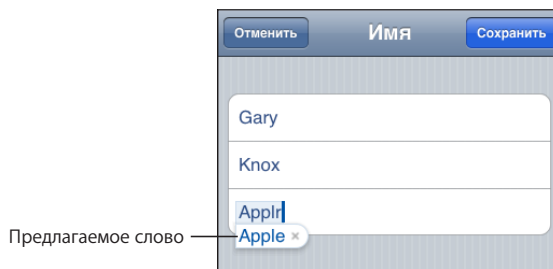 Отменить Имя Сохранить
Gary
Knox
Applr
Предлагаемое слово Apple ×